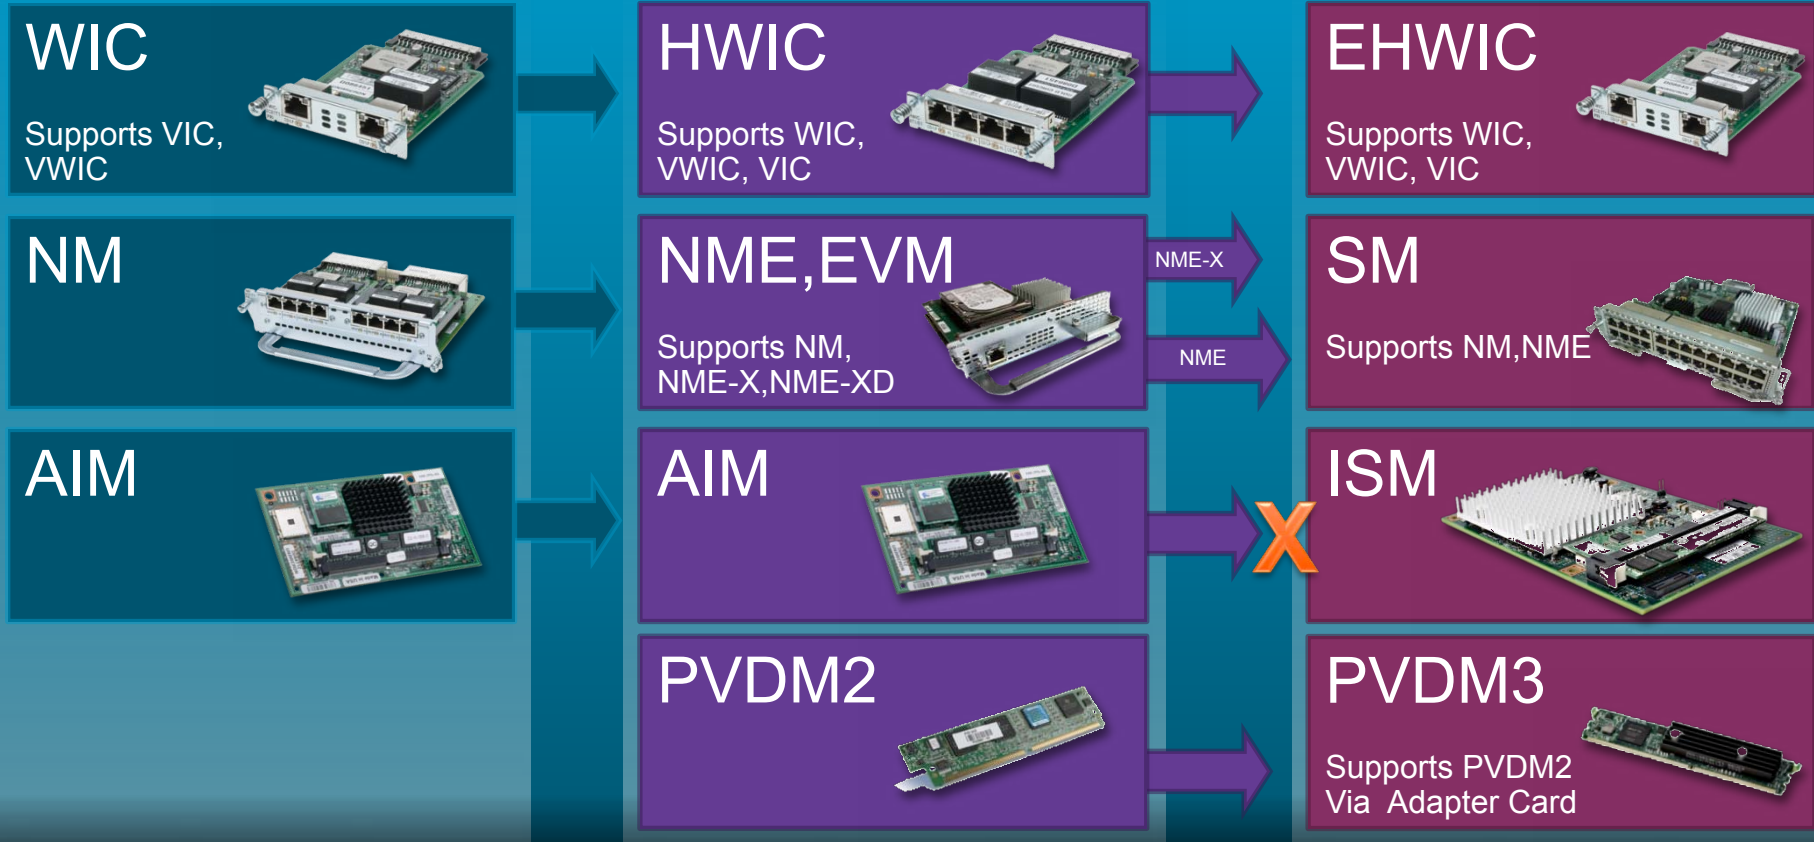 WIC
Supports VIC,
VWIC
HWIC
Supports WIC,
VWIC, VIC
EHWIC
Supports WIC,
VWIC, VIC
NM
NME,EVM
Supports NM,
NME-X,NME-XD
NME-X
NME
SM
Supports NM,NME
AIM
AIM
X
ISM
PVDM2
PVDM3
Supports PVDM2
Via Adapter Card